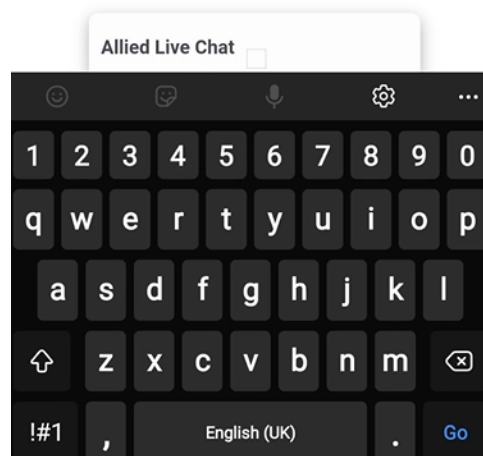 Allied Live Chat
1 2 3 4 5 6 7 8 9 0
q w e r t y u i o p
a s d f g h j k l
z x c v b n m
!#1 , English (UK) . Go